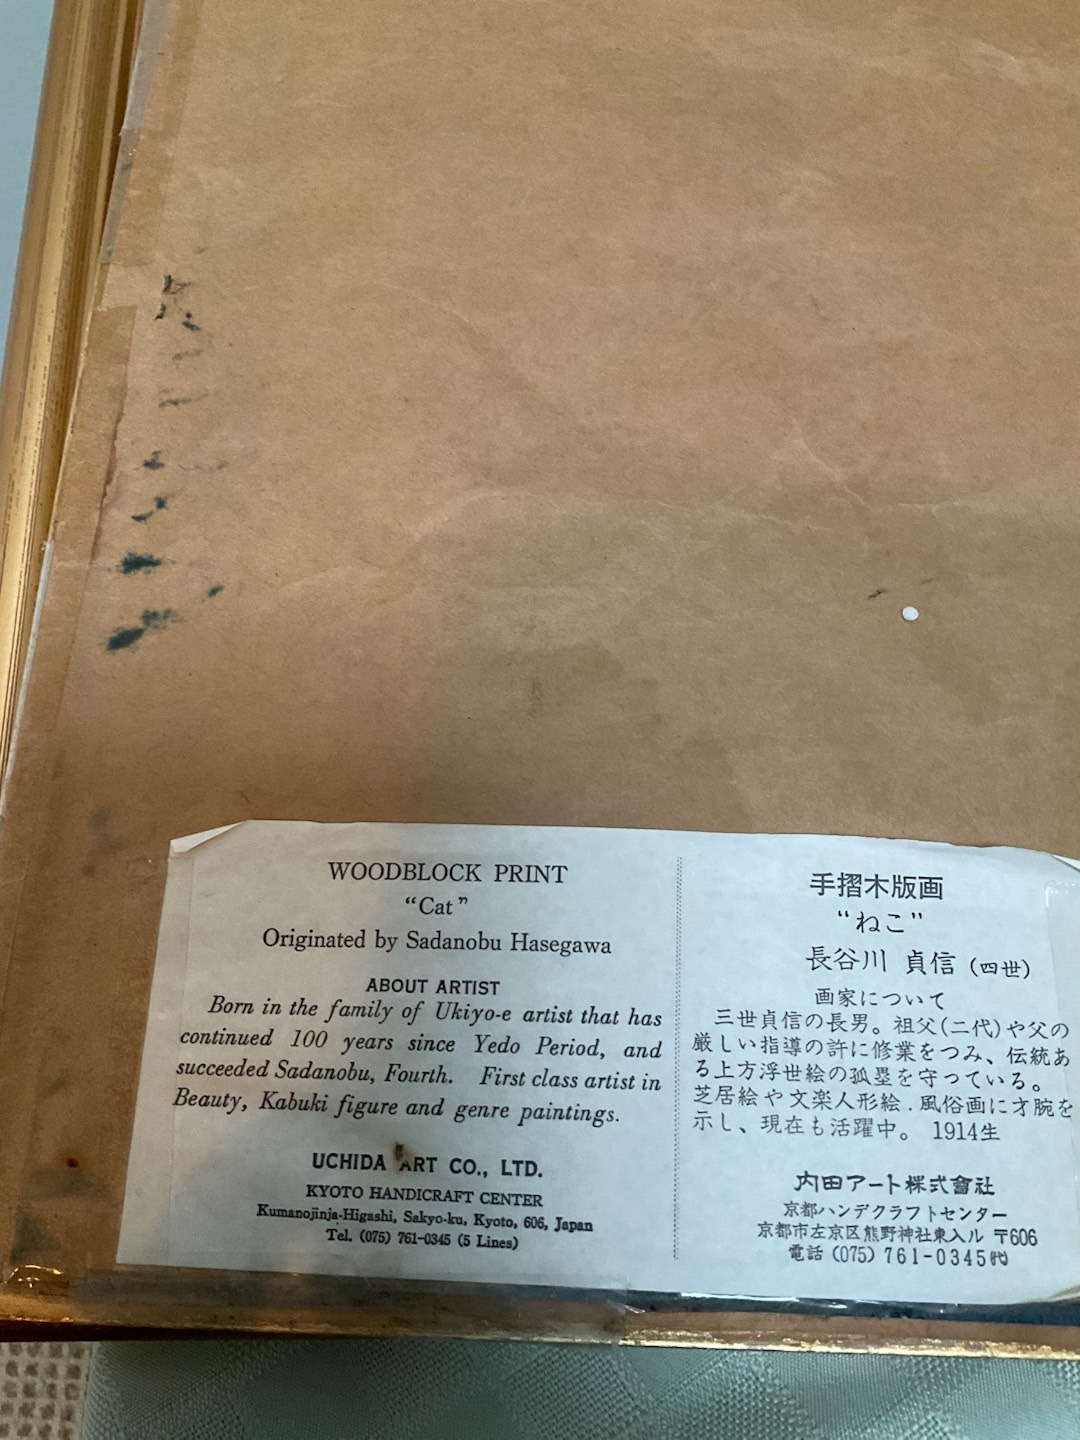 WOODBLOCK PRINT
“Cat”
Originated by Sadanobu Hasegawa
ABOUT ARTIST
Born in the family of Ukiyo-e artist that has
continued 100 years since Yedo Period, and
succeeded Sadanobu, Fourth. First class artist in
Beauty, Kabuki figure and genre paintings.
UCHIDA ART CO., LTD.
KYOTO HANDICRAFT CENTER
Kumanojinja-Higashi, Sakyo-ku, Kyoto, 606, Japan
Tel. (075) 761-0345 (5 Lines)
手摺木版画
“ねこ”
長谷川 貞信 (四世)
画家について
三世貞信の長男。祖父(二代)や父の
厳しい指導の許に修業をつみ、伝統あ
る上方浮世絵の孤塁を守っている。
芝居絵や文楽人形絵.風俗画に才腕を
示し、現在も活躍中。 1914生
内田アート株式會社
京都ハンデクラフトセンター
京都市左京区熊野神社東入ル 〒606
電話 (075) 761-0345㈹